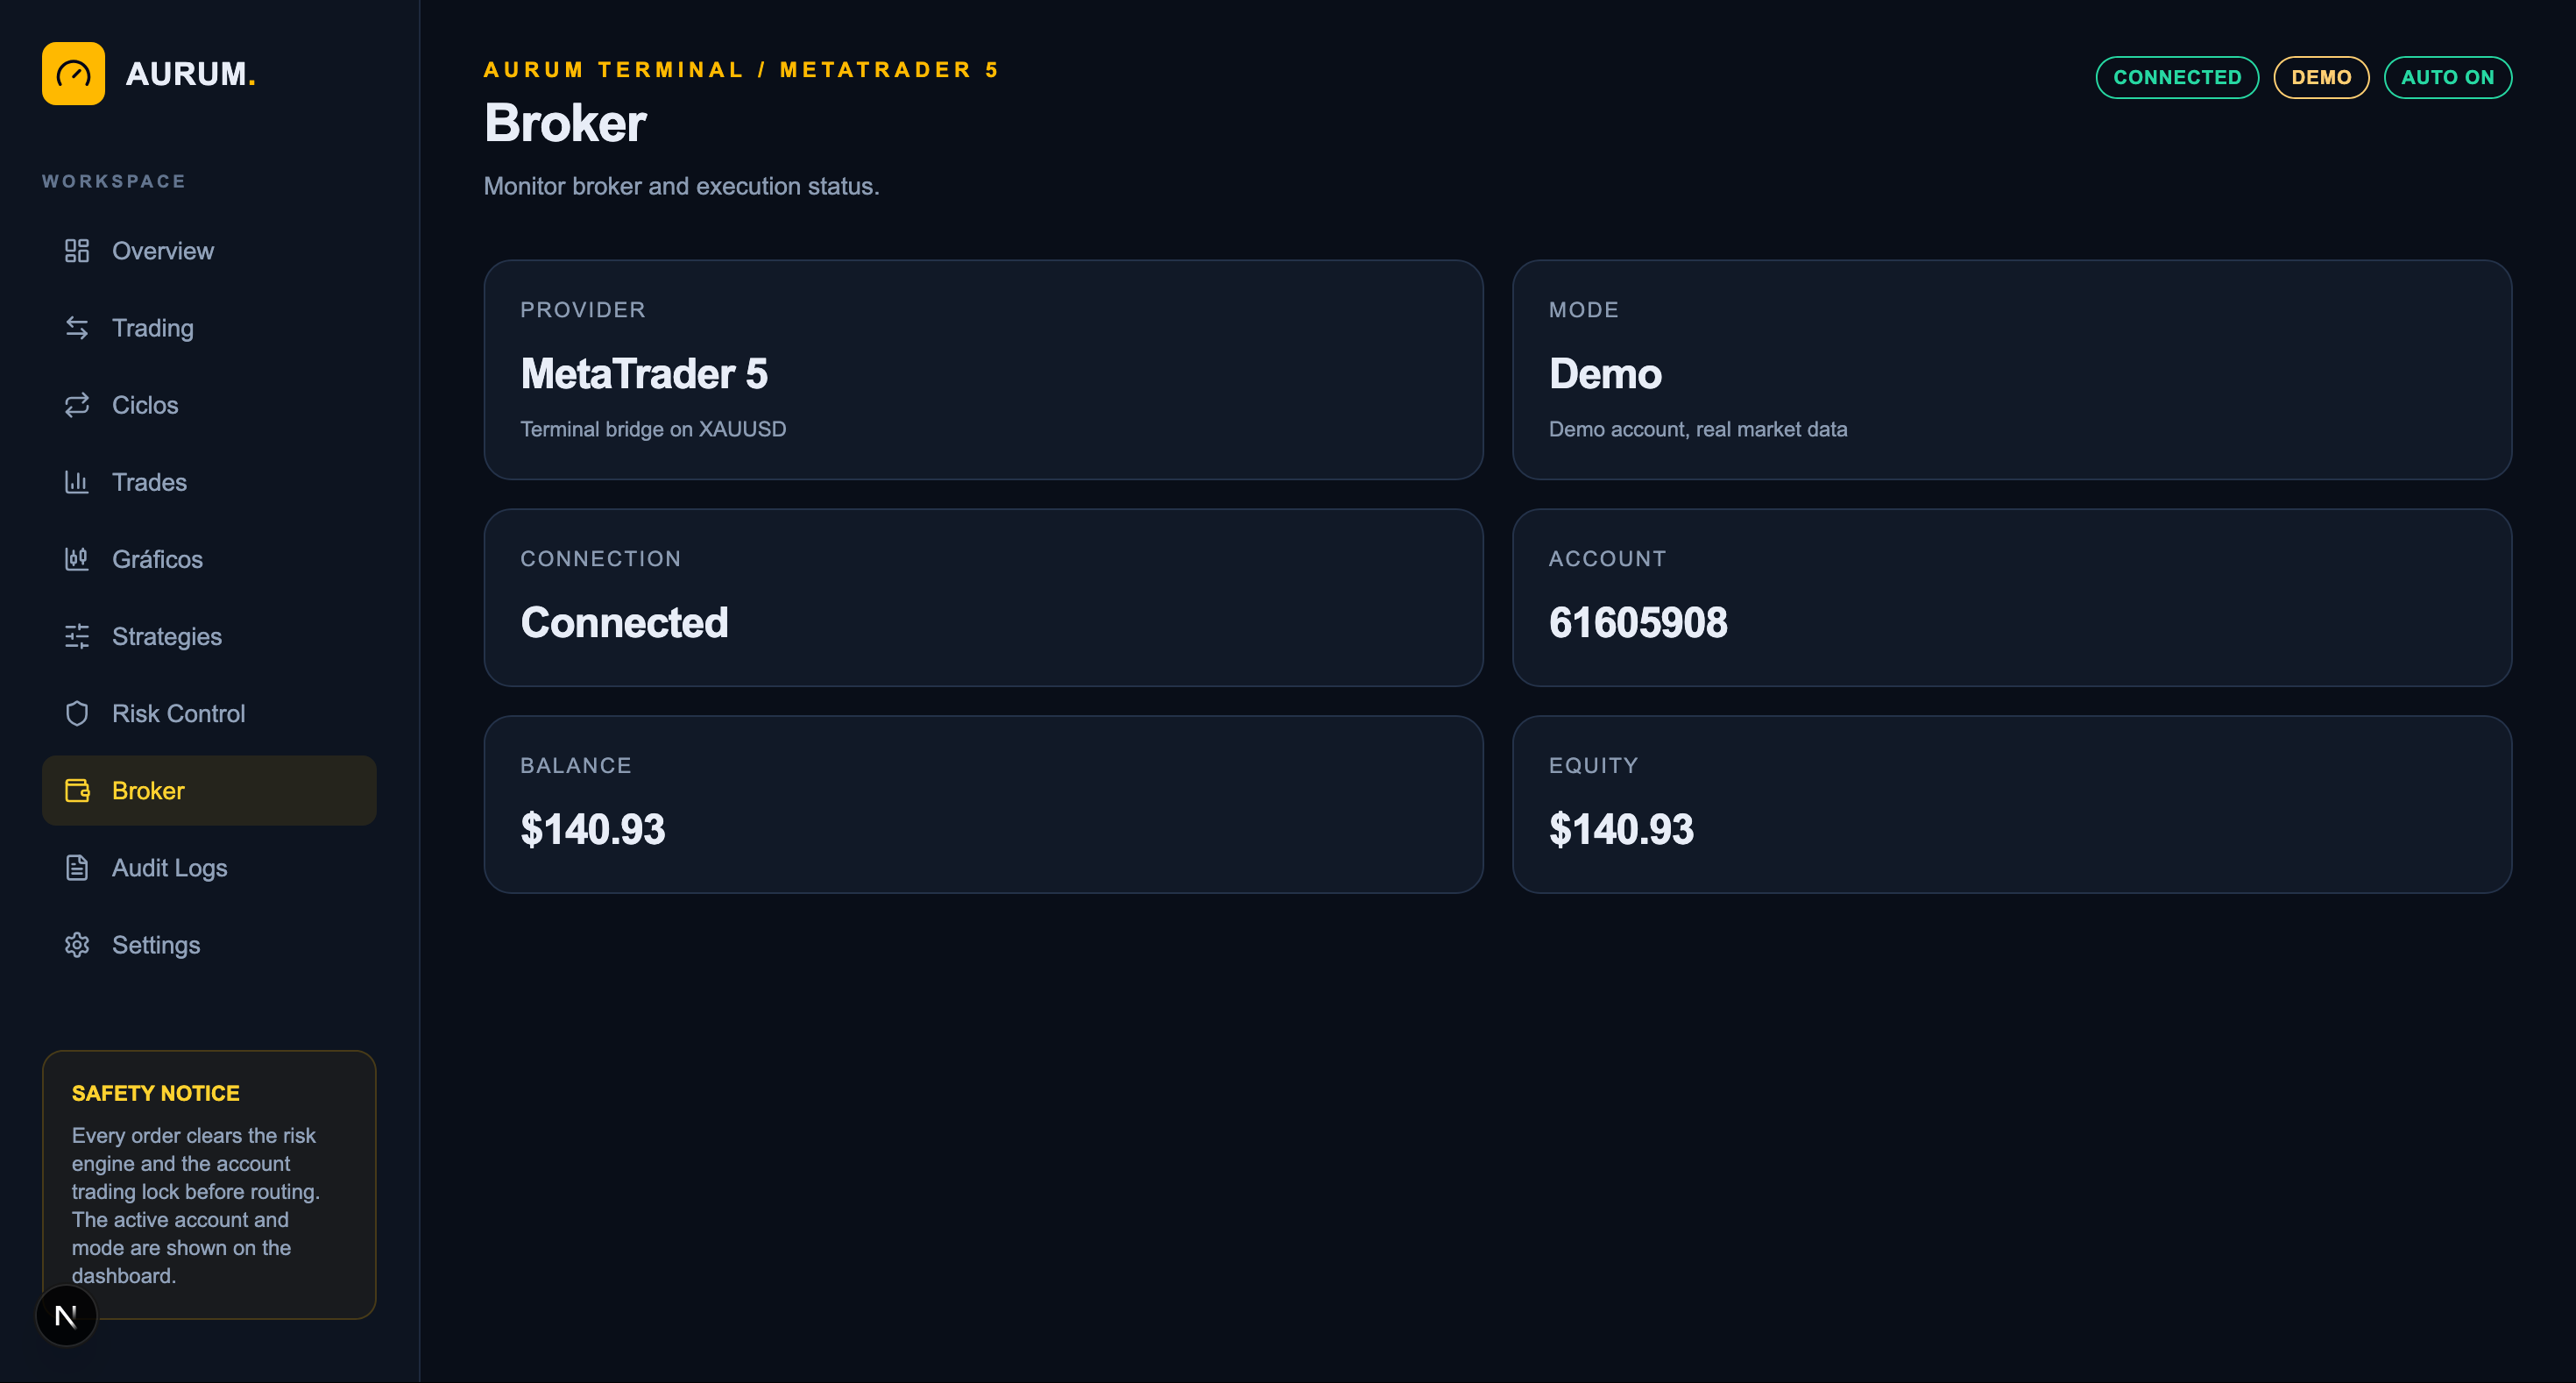 AURUM.
WORKSPACE
Overview
Trading
Ciclos
Trades
Gráficos
Strategies
Risk Control
Broker
Audit Logs
Settings
SAFETY NOTICE
Every order clears the risk
engine and the account
trading lock before routing.
The active account and
mode are shown on the
dashboard.
N
AURUM TERMINAL / METATRADER 5
Broker
Monitor broker and execution status.
CONNECTED
DEMO
AUTO ON
PROVIDER
MetaTrader 5
Terminal bridge on XAUUSD
MODE
Demo
Demo account, real market data
CONNECTION
Connected
ACCOUNT
61605908
BALANCE
$140.93
EQUITY
$140.93